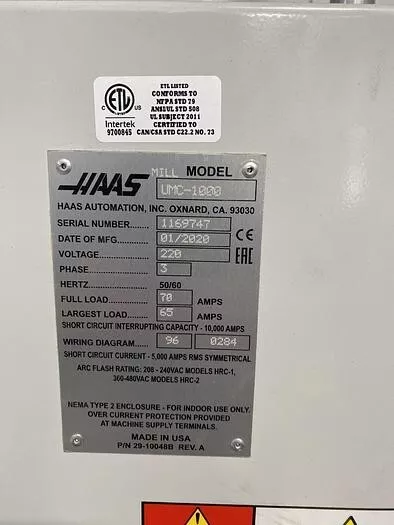 ETL LISTED
CONFORMS TO
NFPA STD 79
ANSI/UL STD 508
UL SUBJECT 2011
CERTIFIED TO
CAN/CSA STD C22.2 NO. 73
C ETL US
Intertek
9700845
HAAS MILL MODEL
UMC-1000
HAAS AUTOMATION, INC. OXNARD, CA. 93030
SERIAL NUMBER 1169747
DATE OF MFG. 01/2020 CE
VOLTAGE 220 EAC
PHASE 3
HERTZ 50/60
FULL LOAD 70 AMPS
LARGEST LOAD 65 AMPS
SHORT CIRCUIT INTERRUPTING CAPACITY - 10,000 AMPS
WIRING DIAGRAM 96 0284
SHORT CIRCUIT CURRENT - 5,000 AMPS RMS SYMMETRICAL
ARC FLASH RATING: 208 - 240VAC MODELS HRC-1,
360-480VAC MODELS HRC-2
NEMA TYPE 2 ENCLOSURE - FOR INDOOR USE ONLY.
OVER CURRENT PROTECTION PROVIDED
AT MACHINE SUPPLY TERMINALS.
MADE IN USA
P/N 29-10048B REV. A